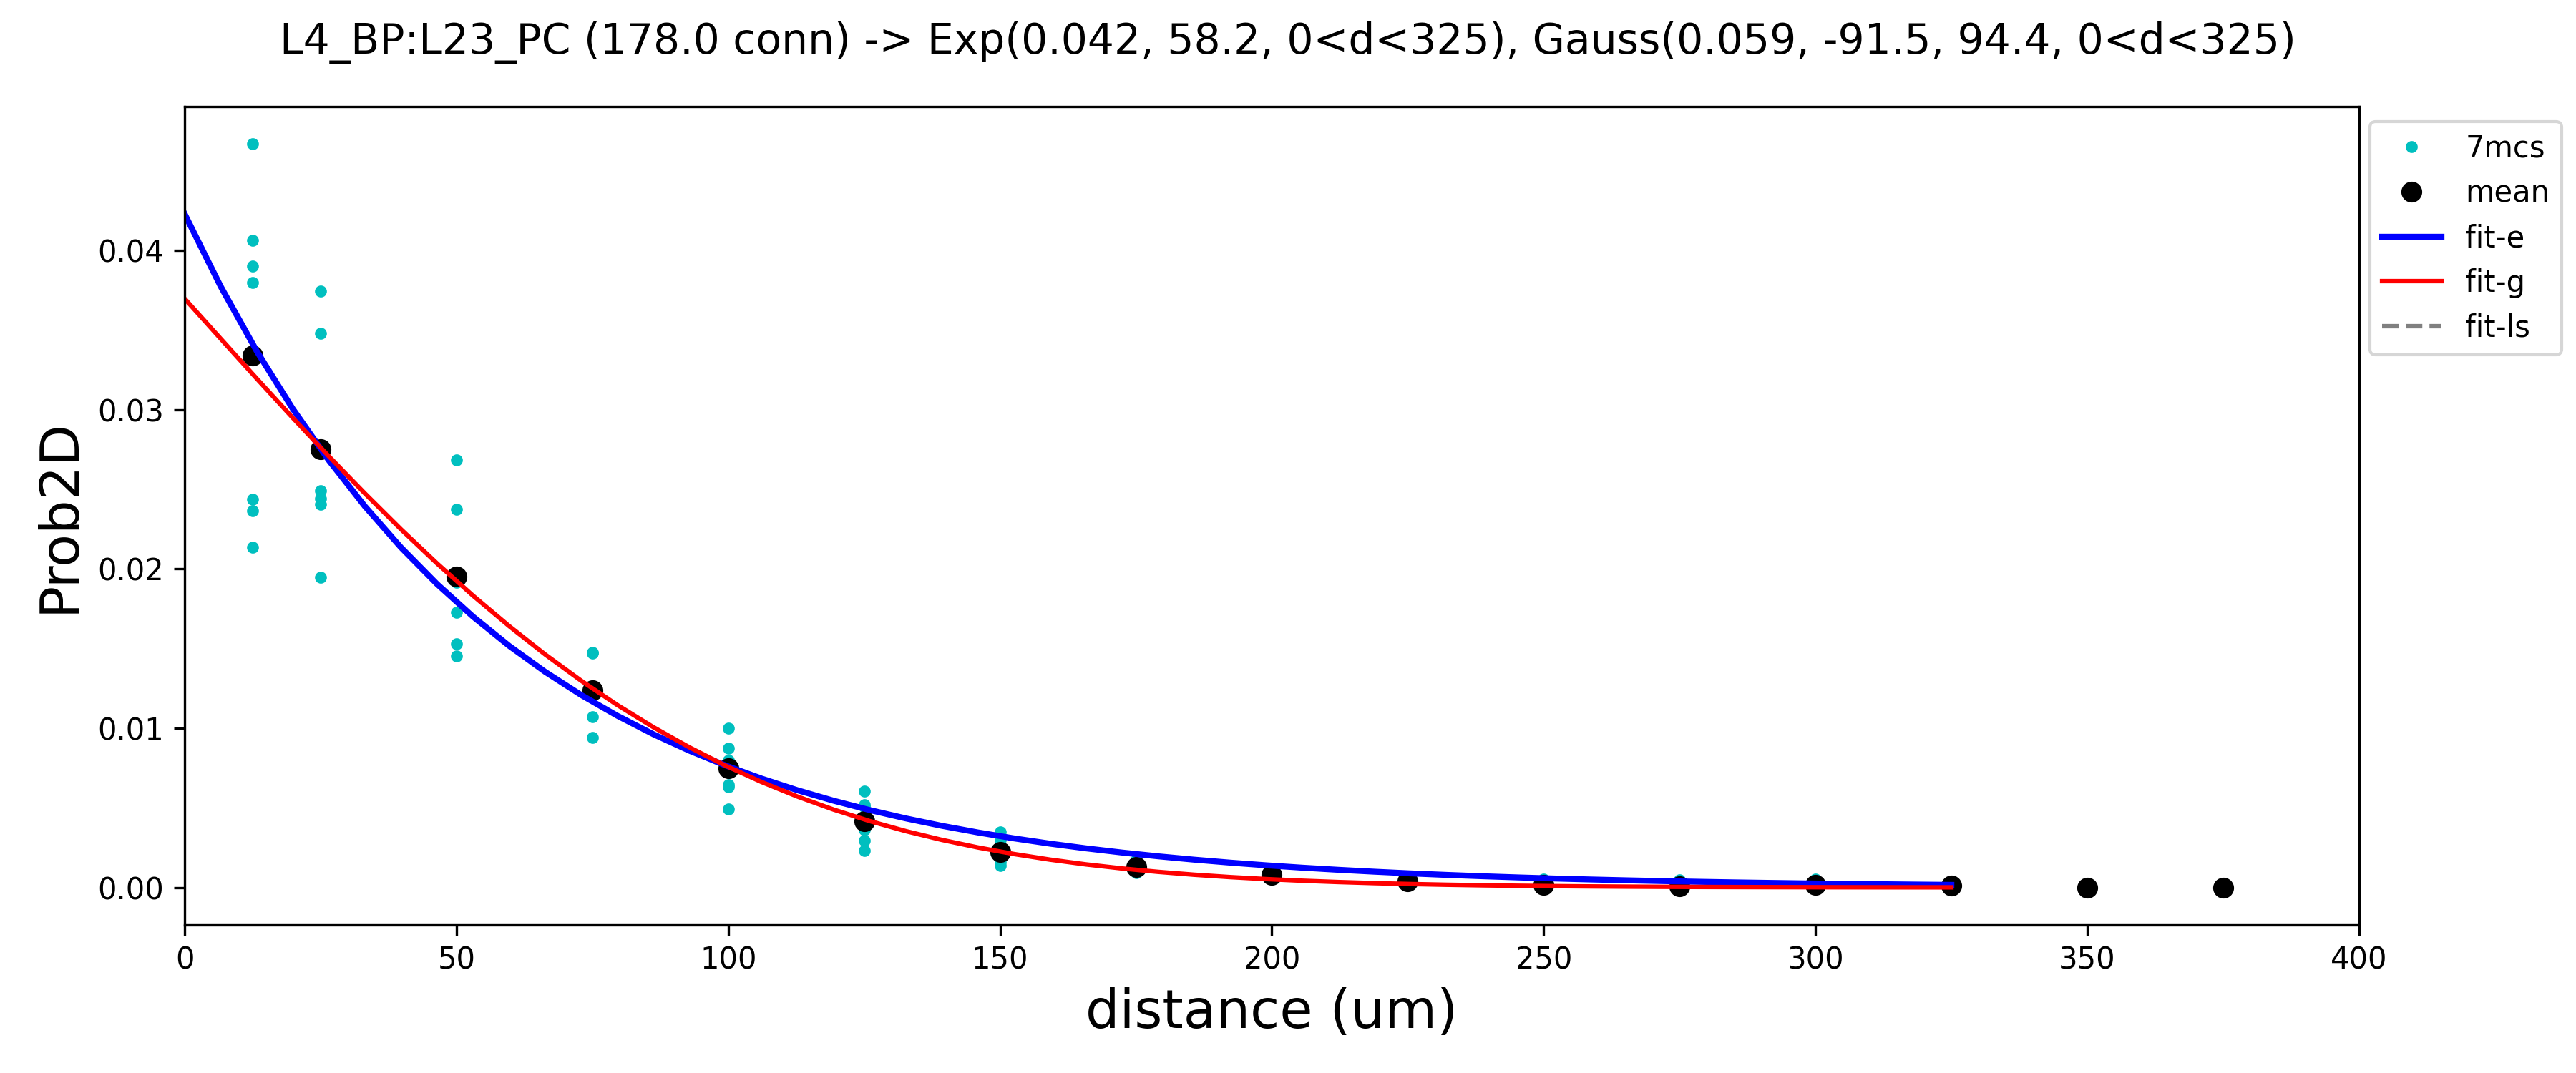 L4_BP:L23_PC (178.0 conn) -> Exp(0.042, 58.2, 0<d<325), Gauss(0.059, -91.5, 94.4, 0<d<325)
7mcs
mean
fit-e
fit-g
fit-ls
Prob2D
0.04
0.03
0.02
0.01
0.00
0 50 100 150 200 250 300 350 400
distance (um)